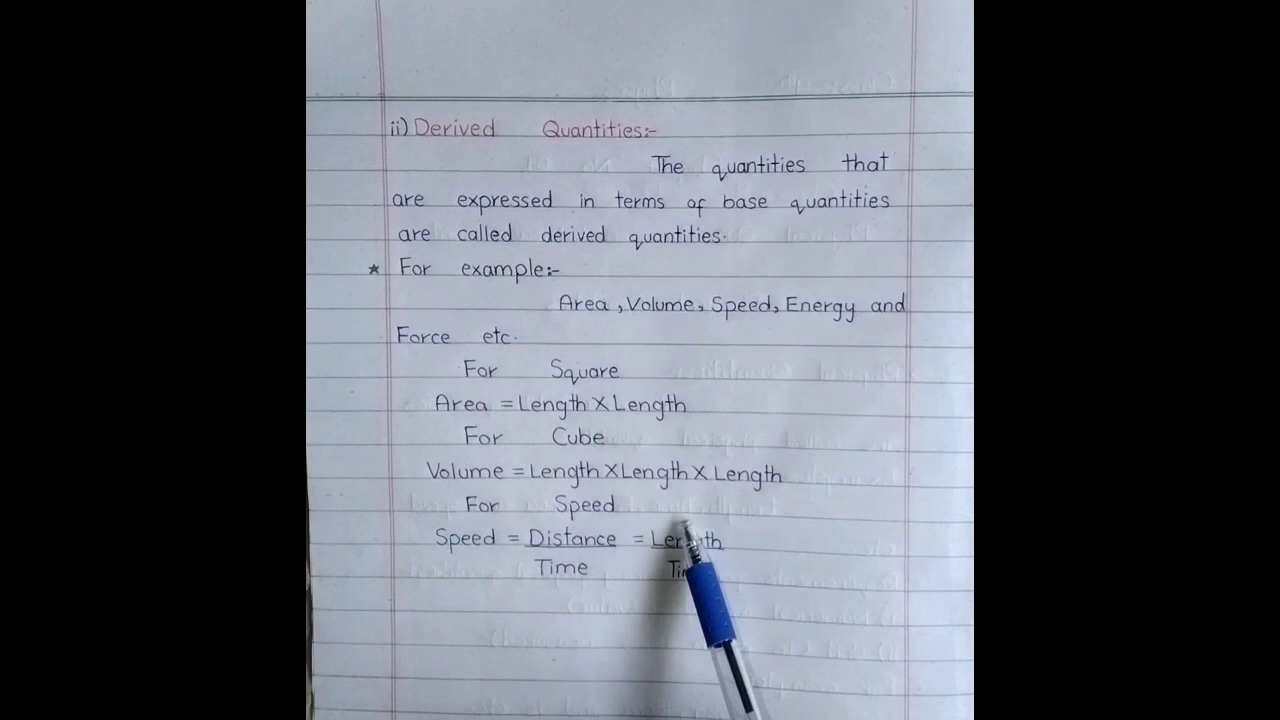 ii) Derived Quantities:-
The quantities that
are expressed in terms of base quantities
are called derived quantities.
★ For example:-
Area, Volume, Speed, Energy and
Force etc.
For Square
Area = Length X Length
For Cube
Volume = Length X Length X Length
For Speed
Speed = Distance = Length
Time